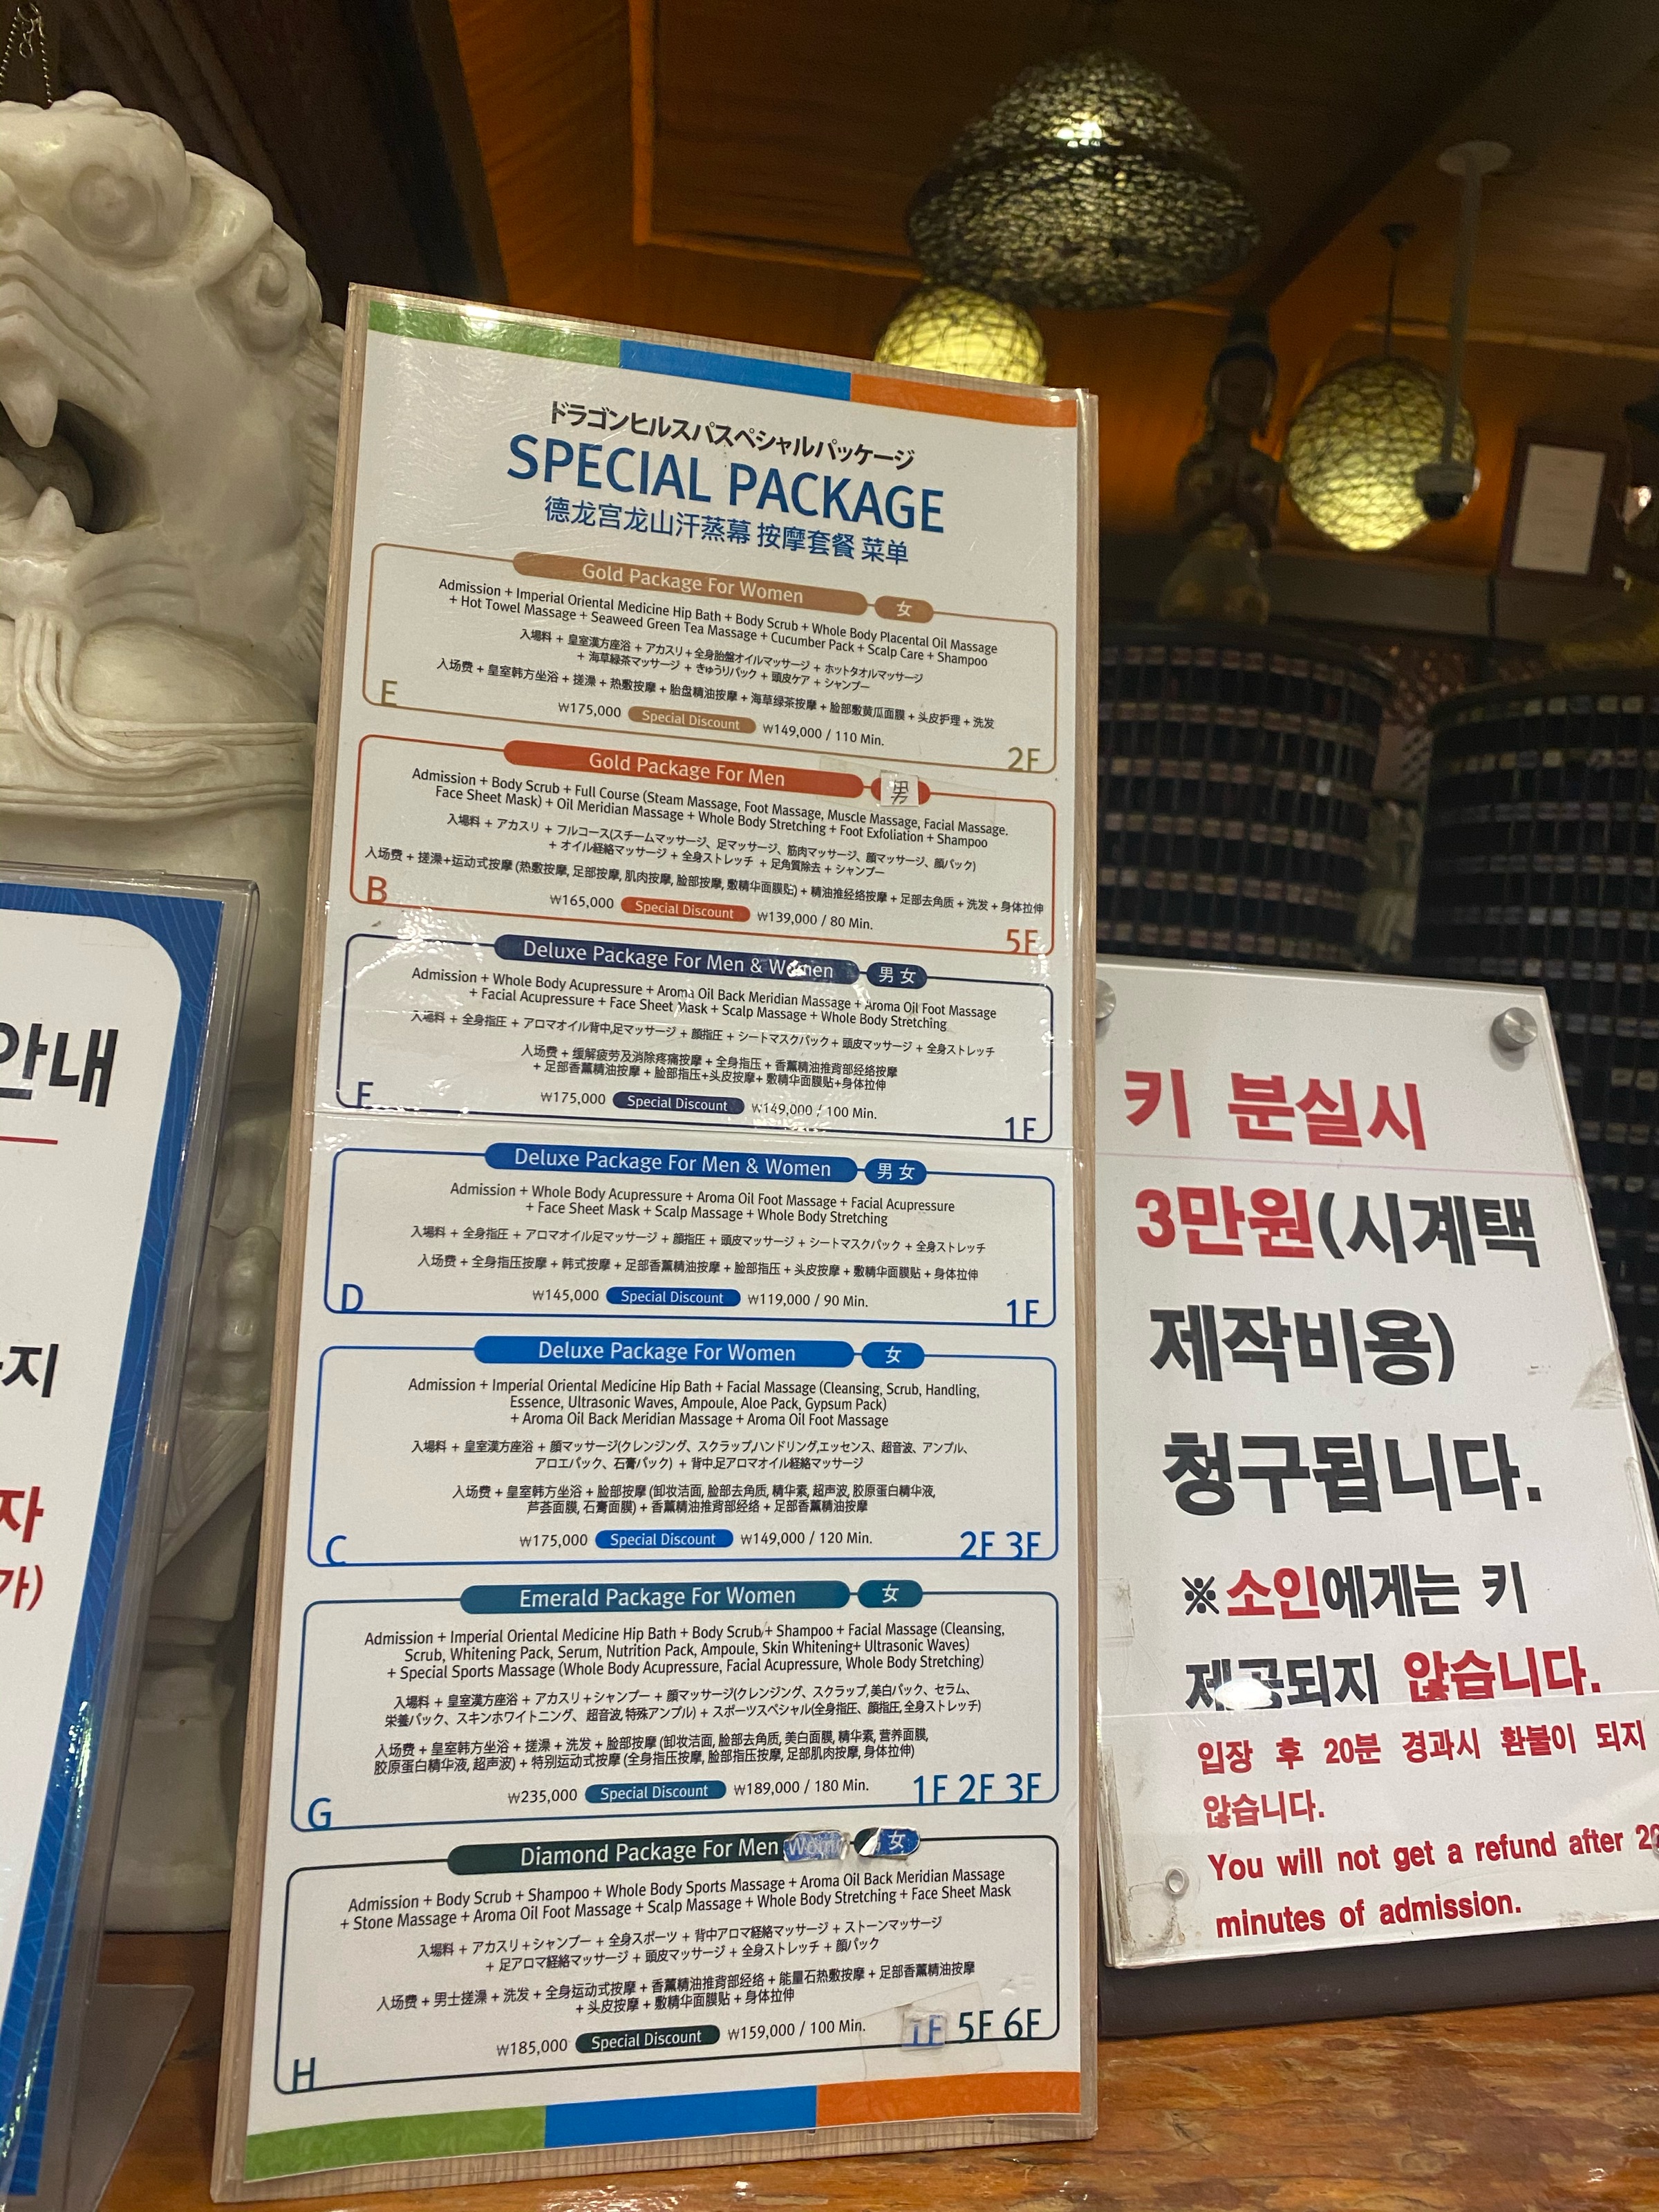 안내
지
자
가)
ドラゴンヒルスパスペシャルパッケージ
SPECIAL PACKAGE
德龙宫龙山汗蒸幕 按摩套餐 菜单
Gold Package For Women 女
Admission + Imperial Oriental Medicine Hip Bath + Body Scrub + Whole Body Placental Oil Massage
+ Hot Towel Massage + Seaweed Green Tea Massage + Cucumber Pack + Scalp Care + Shampoo
入場料 + 皇室漢方座浴 + アカスリ + 全身胎盤オイルマッサージ + ホットタオルマッサージ
+ 海草緑茶マッサージ + きゅうりパック + 頭皮ケア + シャンプー
入场费 + 皇室韩方坐浴 + 搓澡 + 热敷按摩 + 胎盘精油按摩 + 海草绿茶按摩 + 脸部敷黄瓜面膜 + 头皮护理 + 洗发
₩175,000 Special Discount ₩149,000 / 110 Min.
E 2F
Gold Package For Men 男
Admission + Body Scrub + Full Course (Steam Massage, Foot Massage, Muscle Massage, Facial Massage.
Face Sheet Mask) + Oil Meridian Massage + Whole Body Stretching + Foot Exfoliation + Shampoo
入場料 + アカスリ + フルコース(スチームマッサージ、足マッサージ、筋肉マッサージ、顔マッサージ、顔パック)
+ オイル経絡マッサージ + 全身ストレッチ + 足角質除去 + シャンプー
入场费 + 搓澡+运动式按摩 (热敷按摩, 足部按摩, 肌肉按摩, 脸部按摩, 敷精华面膜贴) + 精油推经络按摩 + 足部去角质 + 洗发 + 身体拉伸
₩165,000 Special Discount ₩139,000 / 80 Min.
B 5F
Deluxe Package For Men & Women 男 女
Admission + Whole Body Acupressure + Aroma Oil Back Meridian Massage + Aroma Oil Foot Massage
+ Facial Acupressure + Face Sheet Mask + Scalp Massage + Whole Body Stretching
入場料 + 全身指圧 + アロマオイル背中,足マッサージ + 顔指圧 + シートマスクパック + 頭皮マッサージ + 全身ストレッチ
入场费 + 缓解疲劳及消除疼痛按摩 + 全身指压 + 香薰精油推背部经络按摩
+ 足部香薰精油按摩 + 脸部指压+头皮按摩+ 敷精华面膜贴+身体拉伸
₩175,000 Special Discount ₩149,000 / 100 Min.
1F
Deluxe Package For Men & Women 男 女
Admission + Whole Body Acupressure + Aroma Oil Foot Massage + Facial Acupressure
+ Face Sheet Mask + Scalp Massage + Whole Body Stretching
入場料 + 全身指圧 + アロマオイル足マッサージ + 顔指圧 + 頭皮マッサージ + シートマスクパック + 全身ストレッチ
入场费 + 全身指压按摩 + 韩式按摩 + 足部香薰精油按摩 + 脸部指压 + 头皮按摩 + 敷精华面膜贴 + 身体拉伸
₩145,000 Special Discount ₩119,000 / 90 Min.
D 1F
Deluxe Package For Women 女
Admission + Imperial Oriental Medicine Hip Bath + Facial Massage (Cleansing, Scrub, Handling,
Essence, Ultrasonic Waves, Ampoule, Aloe Pack, Gypsum Pack)
+ Aroma Oil Back Meridian Massage + Aroma Oil Foot Massage
入場料 + 皇室漢方座浴 + 顔マッサージ(クレンジング、スクラップ,ハンドリング,エッセンス、超音波、アンプル、
アロエパック、石膏パック) + 背中,足アロマオイル経絡マッサージ
入场费 + 皇室韩方坐浴 + 脸部按摩 (卸妆洁面, 脸部去角质, 精华素, 超声波, 胶原蛋白精华液,
芦荟面膜, 石膏面膜) + 香薰精油推背部经络 + 足部香薰精油按摩
₩175,000 Special Discount ₩149,000 / 120 Min.
C 2F 3F
Emerald Package For Women 女
Admission + Imperial Oriental Medicine Hip Bath + Body Scrub + Shampoo + Facial Massage (Cleansing,
Scrub, Whitening Pack, Serum, Nutrition Pack, Ampoule, Skin Whitening+ Ultrasonic Waves)
+ Special Sports Massage (Whole Body Acupressure, Facial Acupressure, Whole Body Stretching)
入場料 + 皇室漢方座浴 + アカスリ+シャンプー + 顔マッサージ(クレンジング、スクラップ,美白パック、セラム、
栄養パック、スキンホワイトニング、 超音波, 特殊アンプル) + スポーツスペシャル(全身指圧、顔指圧, 全身ストレッチ)
入场费 + 皇室韩方坐浴 + 搓澡 + 洗发 + 脸部按摩 (卸妆洁面, 脸部去角质, 美白面膜, 精华素, 营养面膜,
胶原蛋白精华液, 超声波) + 特别运动式按摩 (全身指压按摩, 脸部指压按摩, 足部肌肉按摩, 身体拉伸)
₩235,000 Special Discount ₩189,000 / 180 Min.
G 1F 2F 3F
Diamond Package For Men 女
Admission + Body Scrub + Shampoo + Whole Body Sports Massage + Aroma Oil Back Meridian Massage
+ Stone Massage + Aroma Oil Foot Massage + Scalp Massage + Whole Body Stretching + Face Sheet Mask
入場料 + アカスリ+シャンプー + 全身スポーツ + 背中アロマ経絡マッサージ + ストーンマッサージ
+ 足アロマ経絡マッサージ + 頭皮マッサージ + 全身ストレッチ + 顔パック
入场费 + 男士搓澡 + 洗发 + 全身运动式按摩 + 香薰精油推背部经络 + 能量石热敷按摩 + 足部香薰精油按摩
+ 头皮按摩 + 敷精华面膜贴 + 身体拉伸
₩185,000 Special Discount ₩159,000 / 100 Min.
H 1F 5F 6F
키 분실시
3만원(시계택
제작비용)
청구됩니다.
※소인에게는 키
제공되지 않습니다.
입장 후 20분 경과시 환불이 되지
않습니다.
You will not get a refund after
minutes of admission.